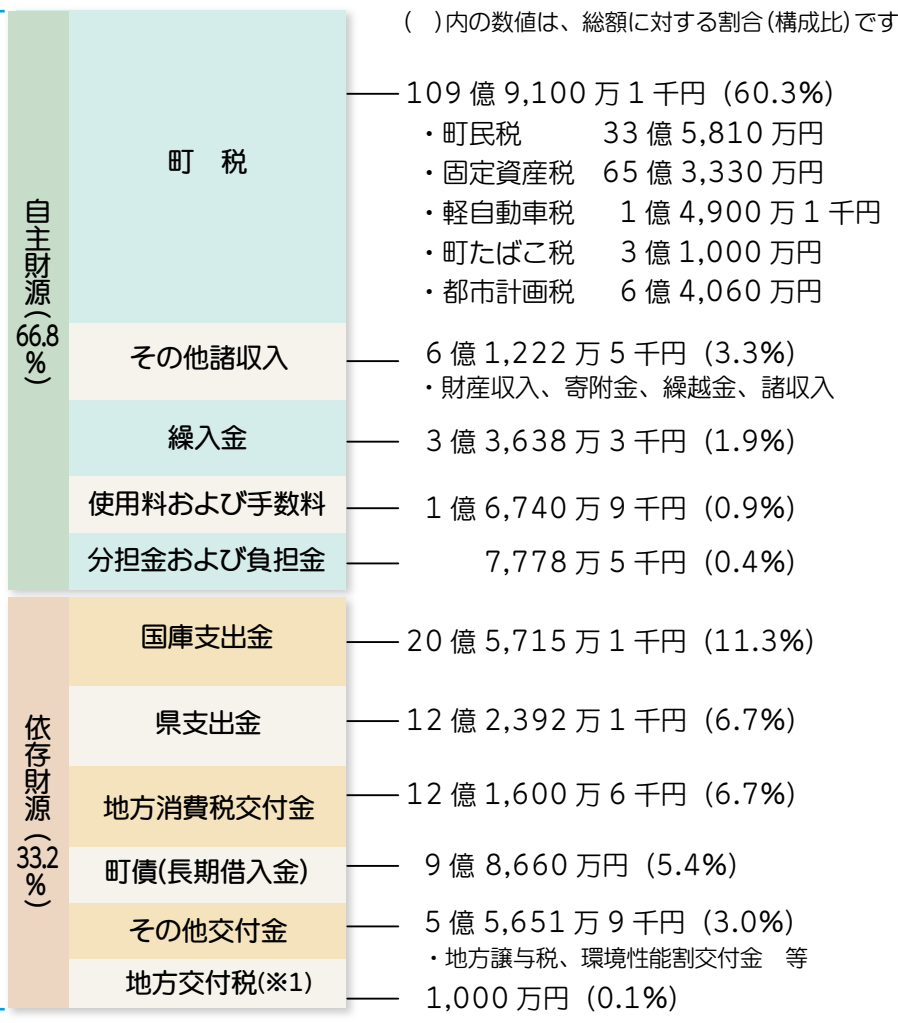 ( )内の数値は、総額に対する割合(構成比)です
自主財源(66.8%)
町 税
109億9,100万1千円 (60.3%)
・町民税 33億5,810万円
・固定資産税 65億3,330万円
・軽自動車税 1億4,900万1千円
・町たばこ税 3億1,000万円
・都市計画税 6億4,060万円
その他諸収入
6億1,222万5千円 (3.3%)
・財産収入、寄附金、繰越金、諸収入
繰入金
3億3,638万3千円 (1.9%)
使用料および手数料
1億6,740万9千円 (0.9%)
分担金および負担金
7,778万5千円 (0.4%)
依存財源(33.2%)
国庫支出金
20億5,715万1千円 (11.3%)
県支出金
12億2,392万1千円 (6.7%)
地方消費税交付金
12億1,600万6千円 (6.7%)
町債(長期借入金)
9億8,660万円 (5.4%)
その他交付金
5億5,651万9千円 (3.0%)
・地方譲与税、環境性能割交付金 等
地方交付税(※1)
1,000万円 (0.1%)